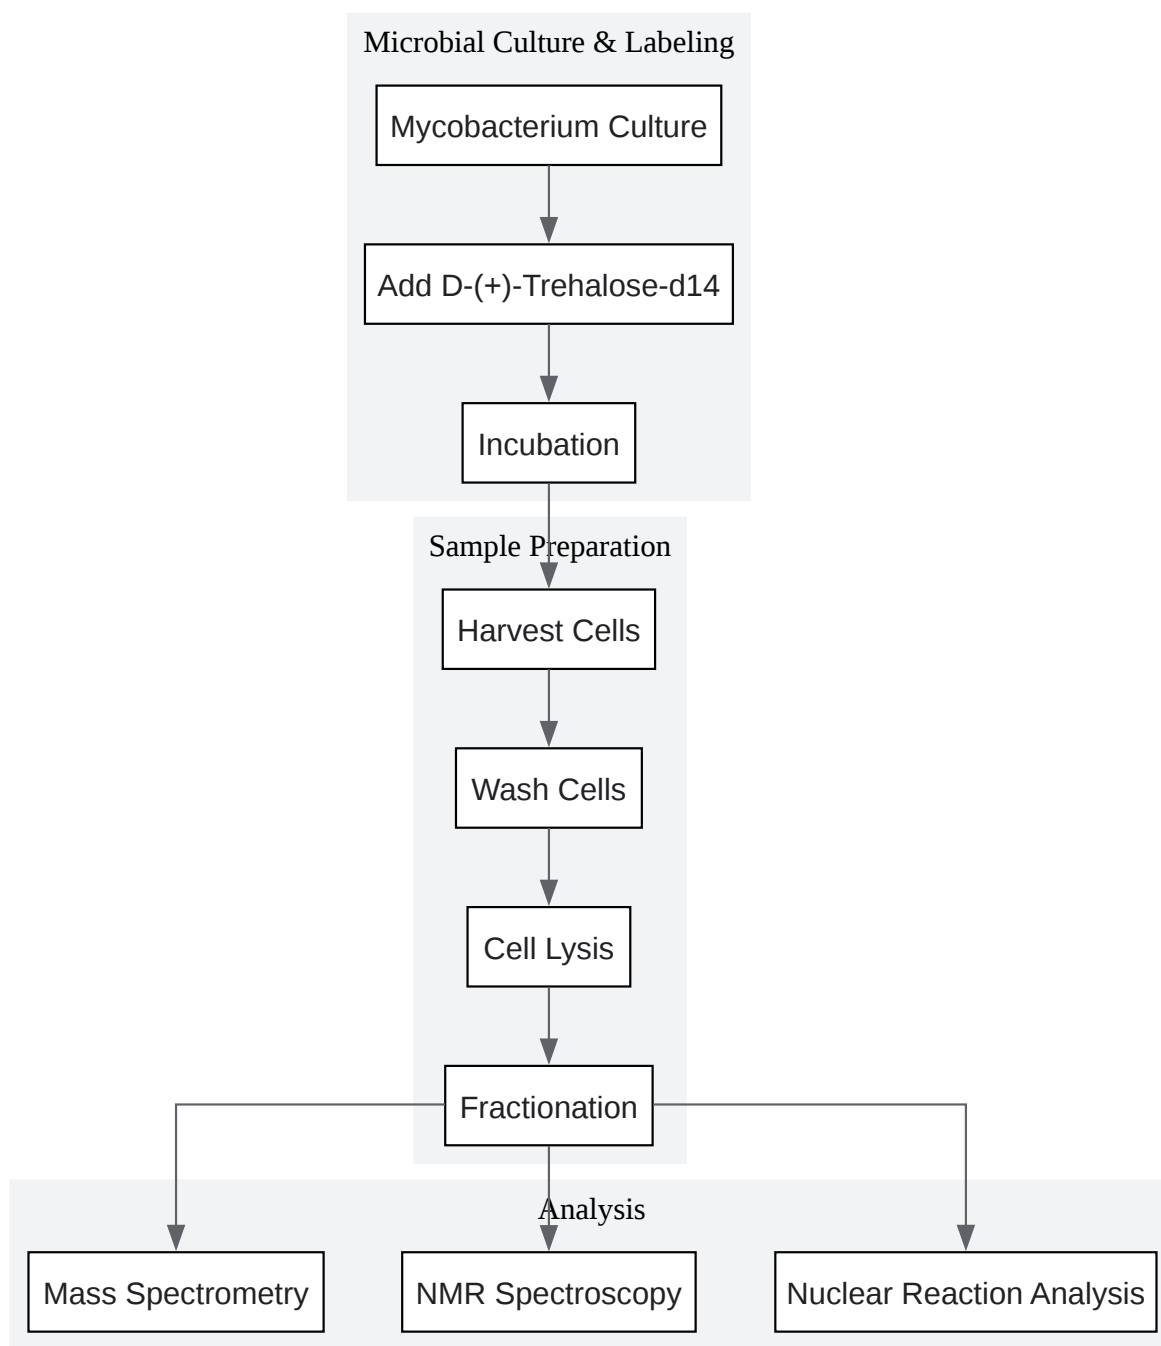 Microbial Culture & Labeling
Mycobacterium Culture
Add D-(+)-Trehalose-d14
Incubation
Sample Preparation
Harvest Cells
Wash Cells
Cell Lysis
Fractionation
Analysis
Mass Spectrometry
NMR Spectroscopy
Nuclear Reaction Analysis